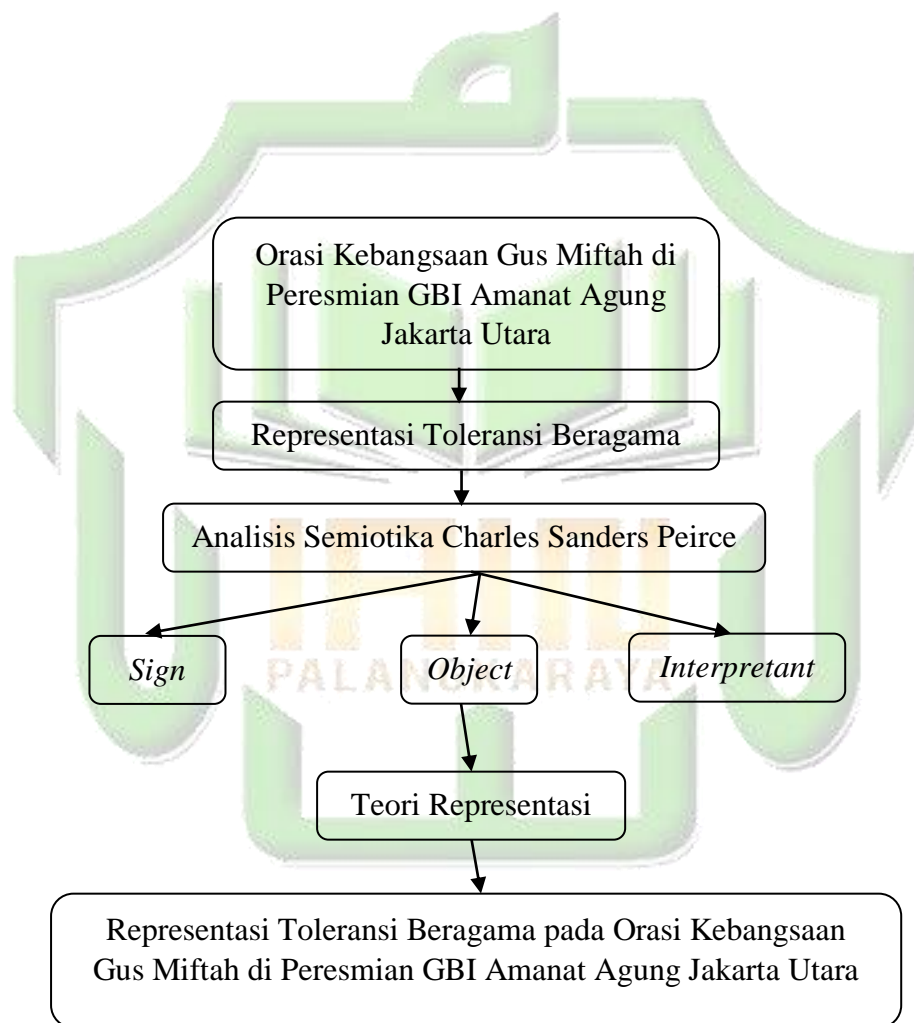 Orasi Kebangsaan Gus Miftah di
Peresmian GBI Amanat Agung
Jakarta Utara
Representasi Toleransi Beragama
Analisis Semiotika Charles Sanders Peirce
IAIN
Sign
Object
Interpretant
PALANGKARAYA
Teori Representasi
Representasi Toleransi Beragama pada Orasi Kebangsaan
Gus Miftah di Peresmian GBI Amanat Agung Jakarta Utara